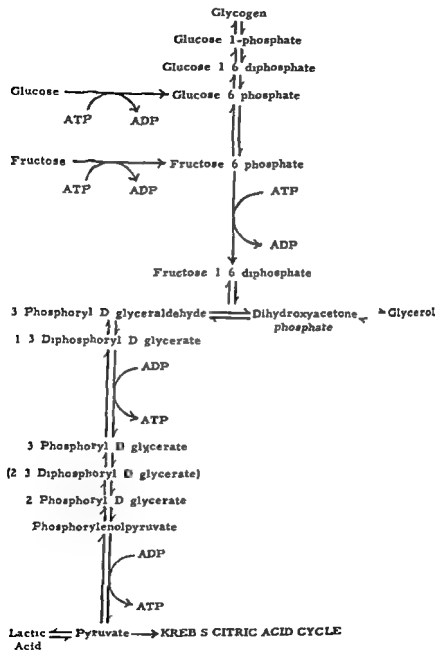 Glycogen
Glucose 1-phosphate
Glucose 1 6 diphosphate
Glucose
Glucose 6 phosphate
ATP
ADP
Fructose
Fructose 6 phosphate
ATP
ADP
ATP
ADP
Fructose 1 6 diphosphate
3 Phosphoryl D glyceraldehyde
Dihydroxyacetone
phosphate
Glycerol
1 3 Diphosphoryl D glycerate
ADP
ATP
3 Phosphoryl D glycerate
(2 3 Diphosphoryl D glycerate)
2 Phosphoryl D glycerate
Phosphorylenolpyruvate
ADP
ATP
Lactic
Acid
Pyruvate
KREB S CITRIC ACID CYCLE